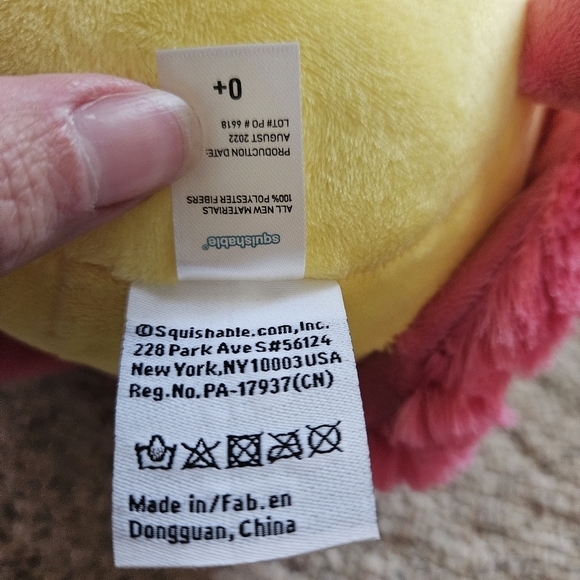 squishable®
ALL NEW MATERIALS
100% POLYESTER FIBERS
PRODUCTION DATE:
AUGUST 2022
LOT# PO # 6618
0+
©Squishable.com,Inc.
228 Park Ave S#56124
New York,NY10003USA
Reg.No.PA-17937(CN)
Made in/Fab.en
Dongguan, China